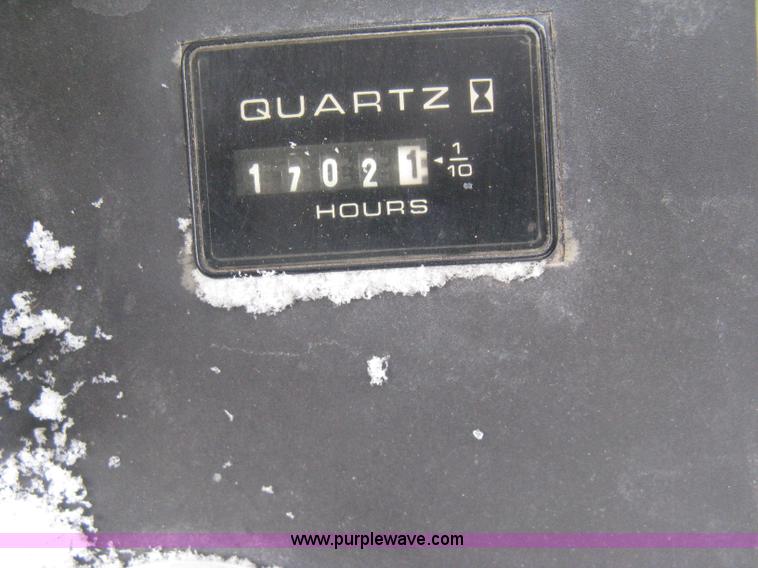 QUARTZ
17021 1/10
HOURS
www.purplewave.com